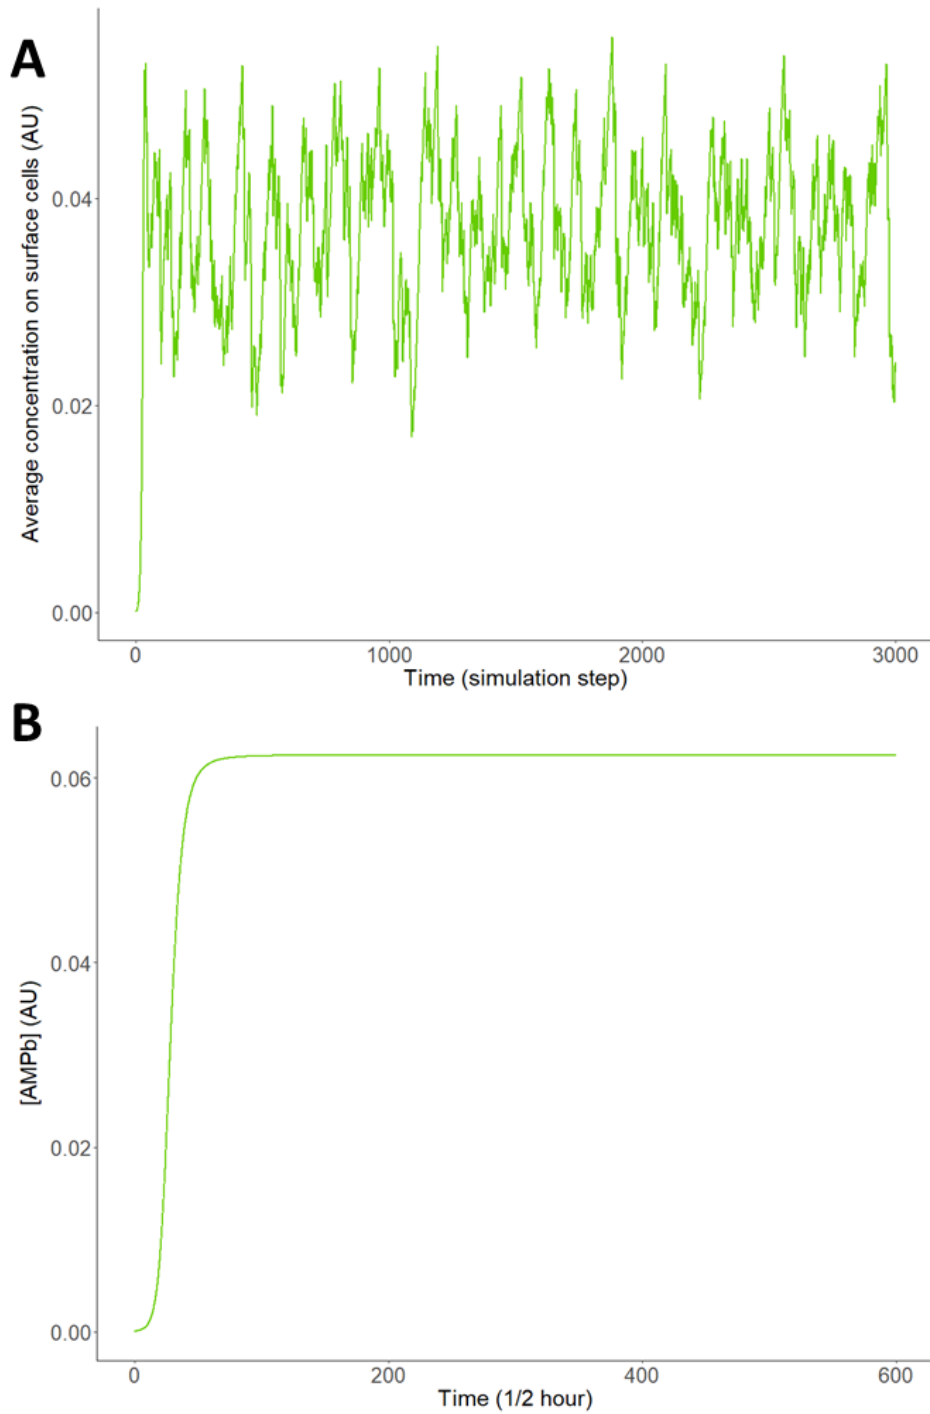 A
Average concentration on surface cells (AU)
0.04
0.02
0.00
0
1000
2000
3000
Time (simulation step)
B
[AMPb] (AU)
0.06
0.04
0.02
0.00
0
200
400
600
Time (1/2 hour)